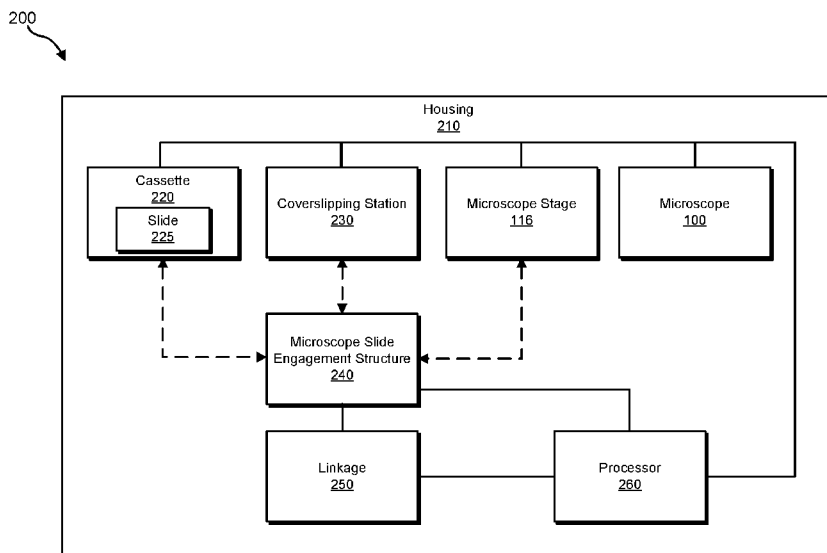 200
Housing
210
Cassette
220
Slide
225
Coverslipping Station
230
Microscope Stage
116
Microscope
100
Microscope Slide
Engagement Structure
240
Linkage
250
Processor
260